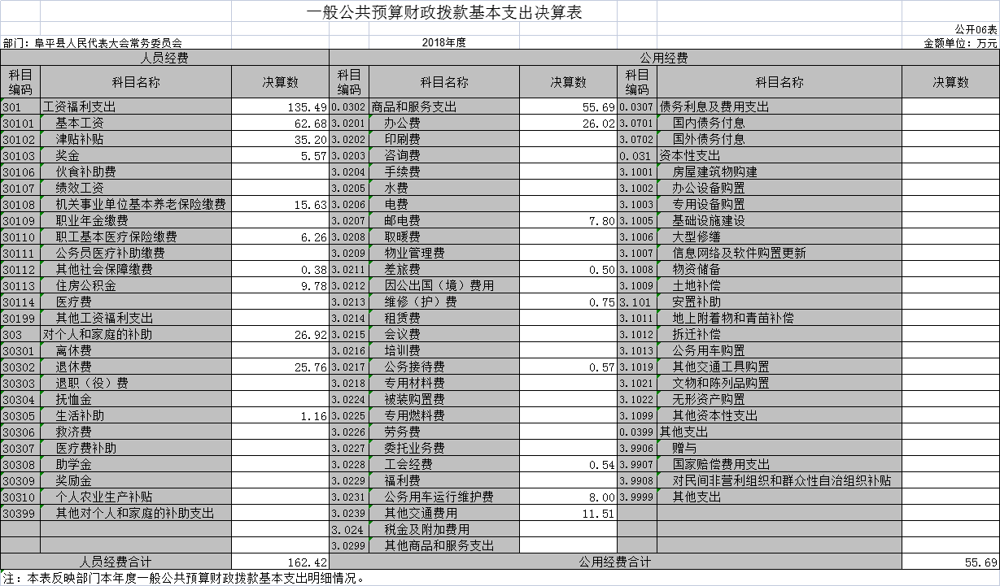 一般公共预算财政拨款基本支出决算表
公开06表
部门：阜平县人民代表大会常务委员会 2018年度 金额单位：万元
人员经费 公用经费
科目编码 科目名称 决算数 科目编码 科目名称 决算数 科目编码 科目名称 决算数
301 工资福利支出 135.49 0.0302 商品和服务支出 55.69 0.0307 债务利息及费用支出
30101 基本工资 62.68 3.0201 办公费 26.02 3.0701 国内债务付息
30102 津贴补贴 35.20 3.0202 印刷费 3.0702 国外债务付息
30103 奖金 5.57 3.0203 咨询费 0.031 资本性支出
30106 伙食补助费 3.0204 手续费 3.1001 房屋建筑物购建
30107 绩效工资 3.0205 水费 3.1002 办公设备购置
30108 机关事业单位基本养老保险缴费 15.63 3.0206 电费 3.1003 专用设备购置
30109 职业年金缴费 3.0207 邮电费 7.80 3.1005 基础设施建设
30110 职工基本医疗保险缴费 6.26 3.0208 取暖费 3.1006 大型修缮
30111 公务员医疗补助缴费 3.0209 物业管理费 3.1007 信息网络及软件购置更新
30112 其他社会保障缴费 0.38 3.0211 差旅费 0.50 3.1008 物资储备
30113 住房公积金 9.78 3.0212 因公出国（境）费用 3.1009 土地补偿
30114 医疗费 3.0213 维修（护）费 0.75 3.101 安置补助
30199 其他工资福利支出 3.0214 租赁费 3.1011 地上附着物和青苗补偿
303 对个人和家庭的补助 26.92 3.0215 会议费 3.1012 拆迁补偿
30301 离休费 3.0216 培训费 3.1013 公务用车购置
30302 退休费 25.76 3.0217 公务接待费 0.57 3.1019 其他交通工具购置
30303 退职（役）费 3.0218 专用材料费 3.1021 文物和陈列品购置
30304 抚恤金 3.0224 被装购置费 3.1022 无形资产购置
30305 生活补助 1.16 3.0225 专用燃料费 3.1099 其他资本性支出
30306 救济费 3.0226 劳务费 0.0399 其他支出
30307 医疗费补助 3.0227 委托业务费 3.9906 赠与
30308 助学金 3.0228 工会经费 0.54 3.9907 国家赔偿费用支出
30309 奖励金 3.0229 福利费 3.9908 对民间非营利组织和群众性自治组织补贴
30310 个人农业生产补贴 3.0231 公务用车运行维护费 8.00 3.9999 其他支出
30399 其他对个人和家庭的补助支出 3.0239 其他交通费用 11.51
3.024 税金及附加费用
3.0299 其他商品和服务支出
人员经费合计 162.42 公用经费合计 55.69
注：本表反映部门本年度一般公共预算财政拨款基本支出明细情况。